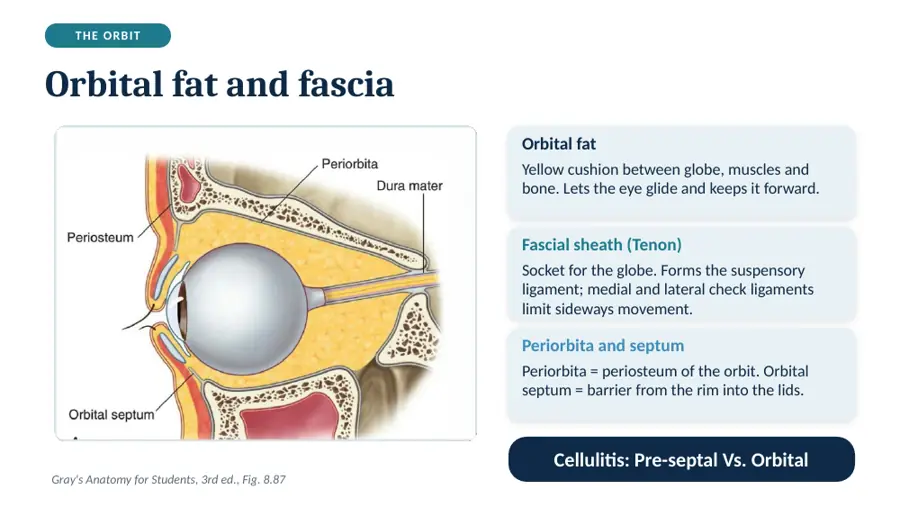 THE ORBIT
Orbital fat and fascia
Periorbita
Dura mater
Periosteum
Orbital septum
Gray's Anatomy for Students, 3rd ed., Fig. 8.87
Orbital fat
Yellow cushion between globe, muscles and
bone. Lets the eye glide and keeps it forward.
Fascial sheath (Tenon)
Socket for the globe. Forms the suspensory
ligament; medial and lateral check ligaments
limit sideways movement.
Periorbita and septum
Periorbita = periosteum of the orbit. Orbital
septum = barrier from the rim into the lids.
Cellulitis: Pre-septal Vs. Orbital